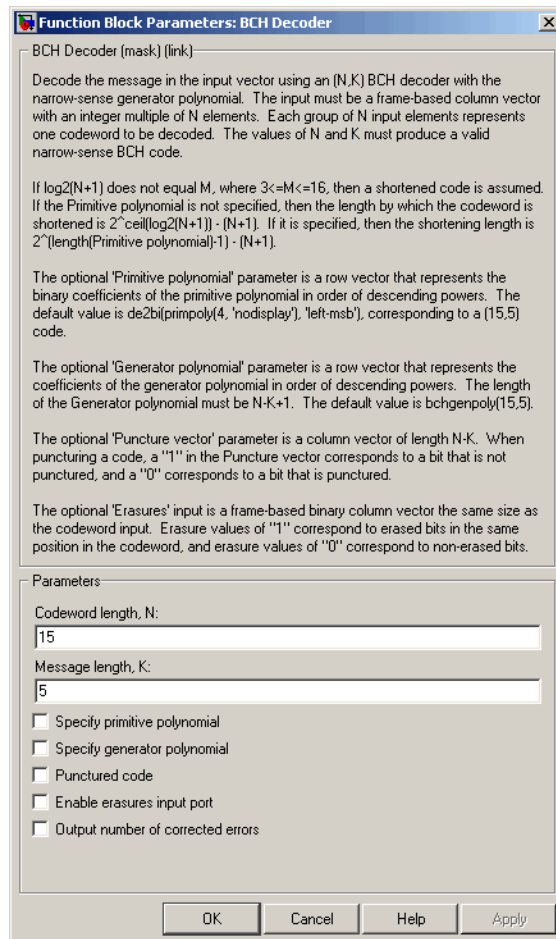 Function Block Parameters: BCH Decoder
BCH Decoder (mask) (link)
Decode the message in the input vector using an (N,K) BCH decoder with the
narrow-sense generator polynomial. The input must be a frame-based column vector
with an integer multiple of N elements. Each group of N input elements represents
one codeword to be decoded. The values of N and K must produce a valid
narrow-sense BCH code.
If log2(N+1) does not equal M, where 3<=M<=16, then a shortened code is assumed.
If the Primitive polynomial is not specified, then the length by which the codeword is
shortened is 2^ceil(log2(N+1)) - (N+1). If it is specified, then the shortening length is
2^(length(Primitive polynomial)-1) - (N+1).
The optional 'Primitive polynomial' parameter is a row vector that represents the
binary coefficients of the primitive polynomial in order of descending powers. The
default value is de2bi(primpoly(4, 'nodisplay'), 'left-msb'), corresponding to a (15,5)
code.
The optional 'Generator polynomial' parameter is a row vector that represents the
coefficients of the generator polynomial in order of descending powers. The length
of the Generator polynomial must be N-K+1. The default value is bchgenpoly(15,5).
The optional 'Puncture vector' parameter is a column vector of length N-K. When
puncturing a code, a "1" in the Puncture vector corresponds to a bit that is not
punctured, and a "0" corresponds to a bit that is punctured.
The optional 'Erasures' input is a frame-based binary column vector the same size as
the codeword input. Erasure values of "1" correspond to erased bits in the same
position in the codeword, and erasure values of "0" correspond to non-erased bits.
Parameters
Codeword length, N:
15
Message length, K:
5
Specify primitive polynomial
Specify generator polynomial
Punctured code
Enable erasures input port
Output number of corrected errors
OK Cancel Help Apply